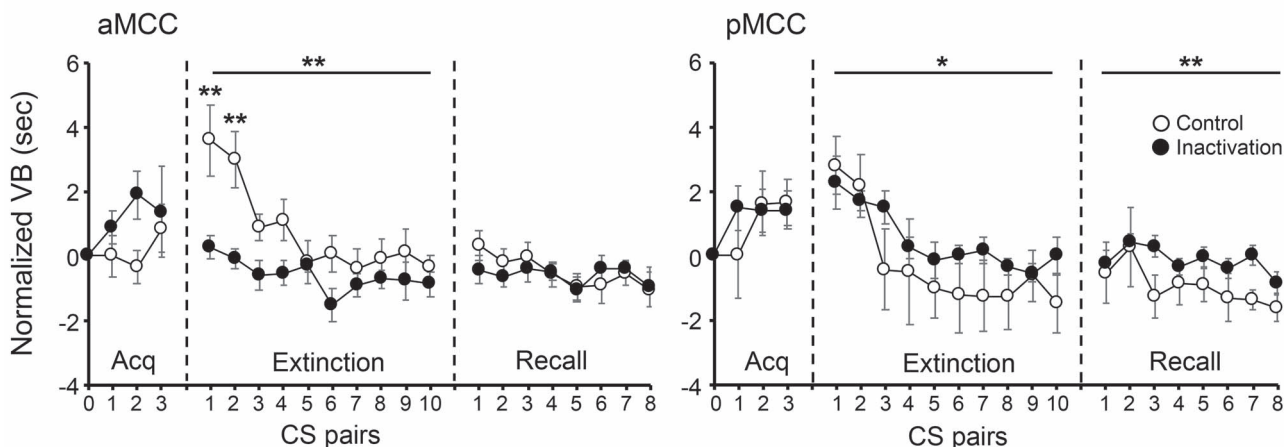 aMCC
pMCC
Normalized VB (sec)
6
4
2
0
-2
-4
**
**
**
Acq
Extinction
Recall
0 1 2 3
1 2 3 4 5 6 7 8 9 10
1 2 3 4 5 6 7 8
CS pairs
6
4
2
0
-2
-4
*
**
Control
Inactivation
Acq
Extinction
Recall
0 1 2 3
1 2 3 4 5 6 7 8 9 10
1 2 3 4 5 6 7 8
CS pairs